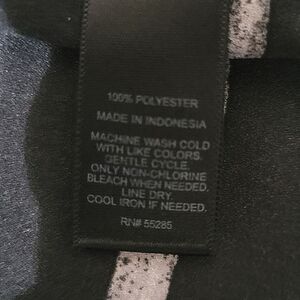 100% POLYESTER
MADE IN INDONESIA
MACHINE WASH COLD
WITH LIKE COLORS.
GENTLE CYCLE.
ONLY NON-CHLORINE
BLEACH WHEN NEEDED.
LINE DRY.
COOL IRON IF NEEDED.
RN# 55285